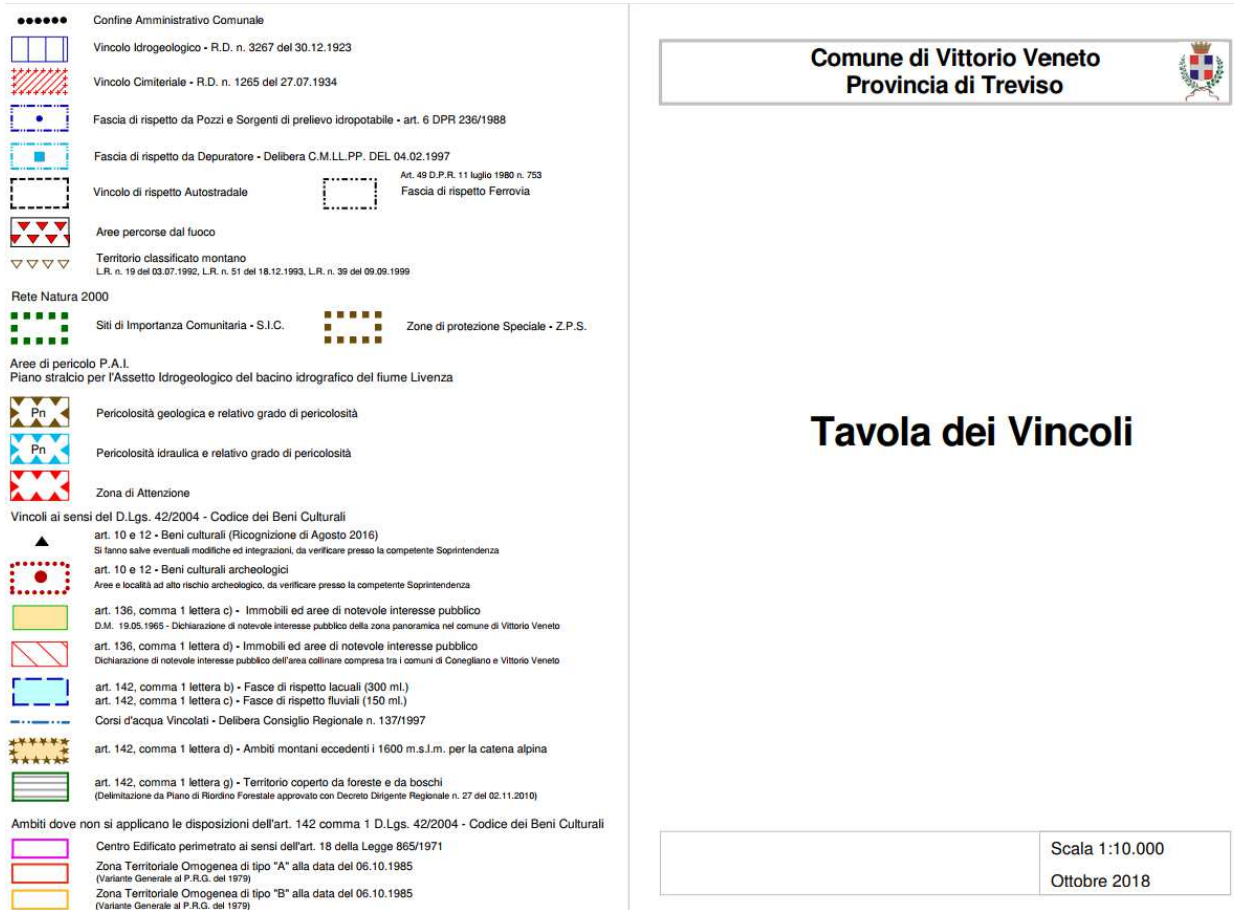 Confine Amministrativo Comunale
Vincolo Idrogeologico - R.D. n. 3267 del 30.12.1923
Vincolo Cimiteriale - R.D. n. 1265 del 27.07.1934
Fascia di rispetto da Pozzi e Sorgenti di prelievo idropotabile - art. 6 DPR 236/1988
Fascia di rispetto da Depuratore - Delibera C.M.LL.PP. DEL 04.02.1997
Vincolo di rispetto Autostradale
Art. 49 D.P.R. 11 luglio 1980 n. 753
Fascia di rispetto Ferrovia
Aree percorse dal fuoco
Territorio classificato montano
L.R. n. 19 del 03.07.1992, L.R. n. 51 del 18.12.1993, L.R. n. 39 del 09.09.1999
Rete Natura 2000
Siti di Importanza Comunitaria - S.I.C.
Zone di protezione Speciale - Z.P.S.
Aree di pericolo P.A.I.
Piano stralcio per l'Assetto Idrogeologico del bacino idrografico del fiume Livenza
Pn
Pericolosità geologica e relativo grado di pericolosità
Pn
Pericolosità idraulica e relativo grado di pericolosità
Zona di Attenzione
Vincoli ai sensi del D.Lgs. 42/2004 - Codice dei Beni Culturali
art. 10 e 12 - Beni culturali (Ricognizione di Agosto 2016)
Si fanno salve eventuali modifiche ed integrazioni, da verificare presso la competente Soprintendenza
art. 10 e 12 - Beni culturali archeologici
Aree e località ad alto rischio archeologico, da verificare presso la competente Soprintendenza
art. 136, comma 1 lettera c) - Immobili ed aree di notevole interesse pubblico
D.M. 19.05.1965 - Dichiarazione di notevole interesse pubblico della zona panoramica nel comune di Vittorio Veneto
art. 136, comma 1 lettera d) - Immobili ed aree di notevole interesse pubblico
Dichiarazione di notevole interesse pubblico dell'area collinare compresa tra i comuni di Conegliano e Vittorio Veneto
art. 142, comma 1 lettera b) - Fasce di rispetto lacuali (300 ml.)
art. 142, comma 1 lettera c) - Fasce di rispetto fluviali (150 ml.)
Corsi d'acqua Vincolati - Delibera Consiglio Regionale n. 137/1997
art. 142, comma 1 lettera d) - Ambiti montani eccedenti i 1600 m.s.l.m. per la catena alpina
art. 142, comma 1 lettera g) - Territorio coperto da foreste e da boschi
(Delimitazione da Piano di Riordino Forestale approvato con Decreto Dirigente Regionale n. 27 del 02.11.2010)
Ambiti dove non si applicano le disposizioni dell'art. 142 comma 1 D.Lgs. 42/2004 - Codice dei Beni Culturali
Centro Edificato perimetrato ai sensi dell'art. 18 della Legge 865/1971
Zona Territoriale Omogenea di tipo "A" alla data del 06.10.1985
(Variante Generale al P.R.G. del 1979)
Zona Territoriale Omogenea di tipo "B" alla data del 06.10.1985
(Variante Generale al P.R.G. del 1979)
Comune di Vittorio Veneto
Provincia di Treviso
Tavola dei Vincoli
Scala 1:10.000
Ottobre 2018